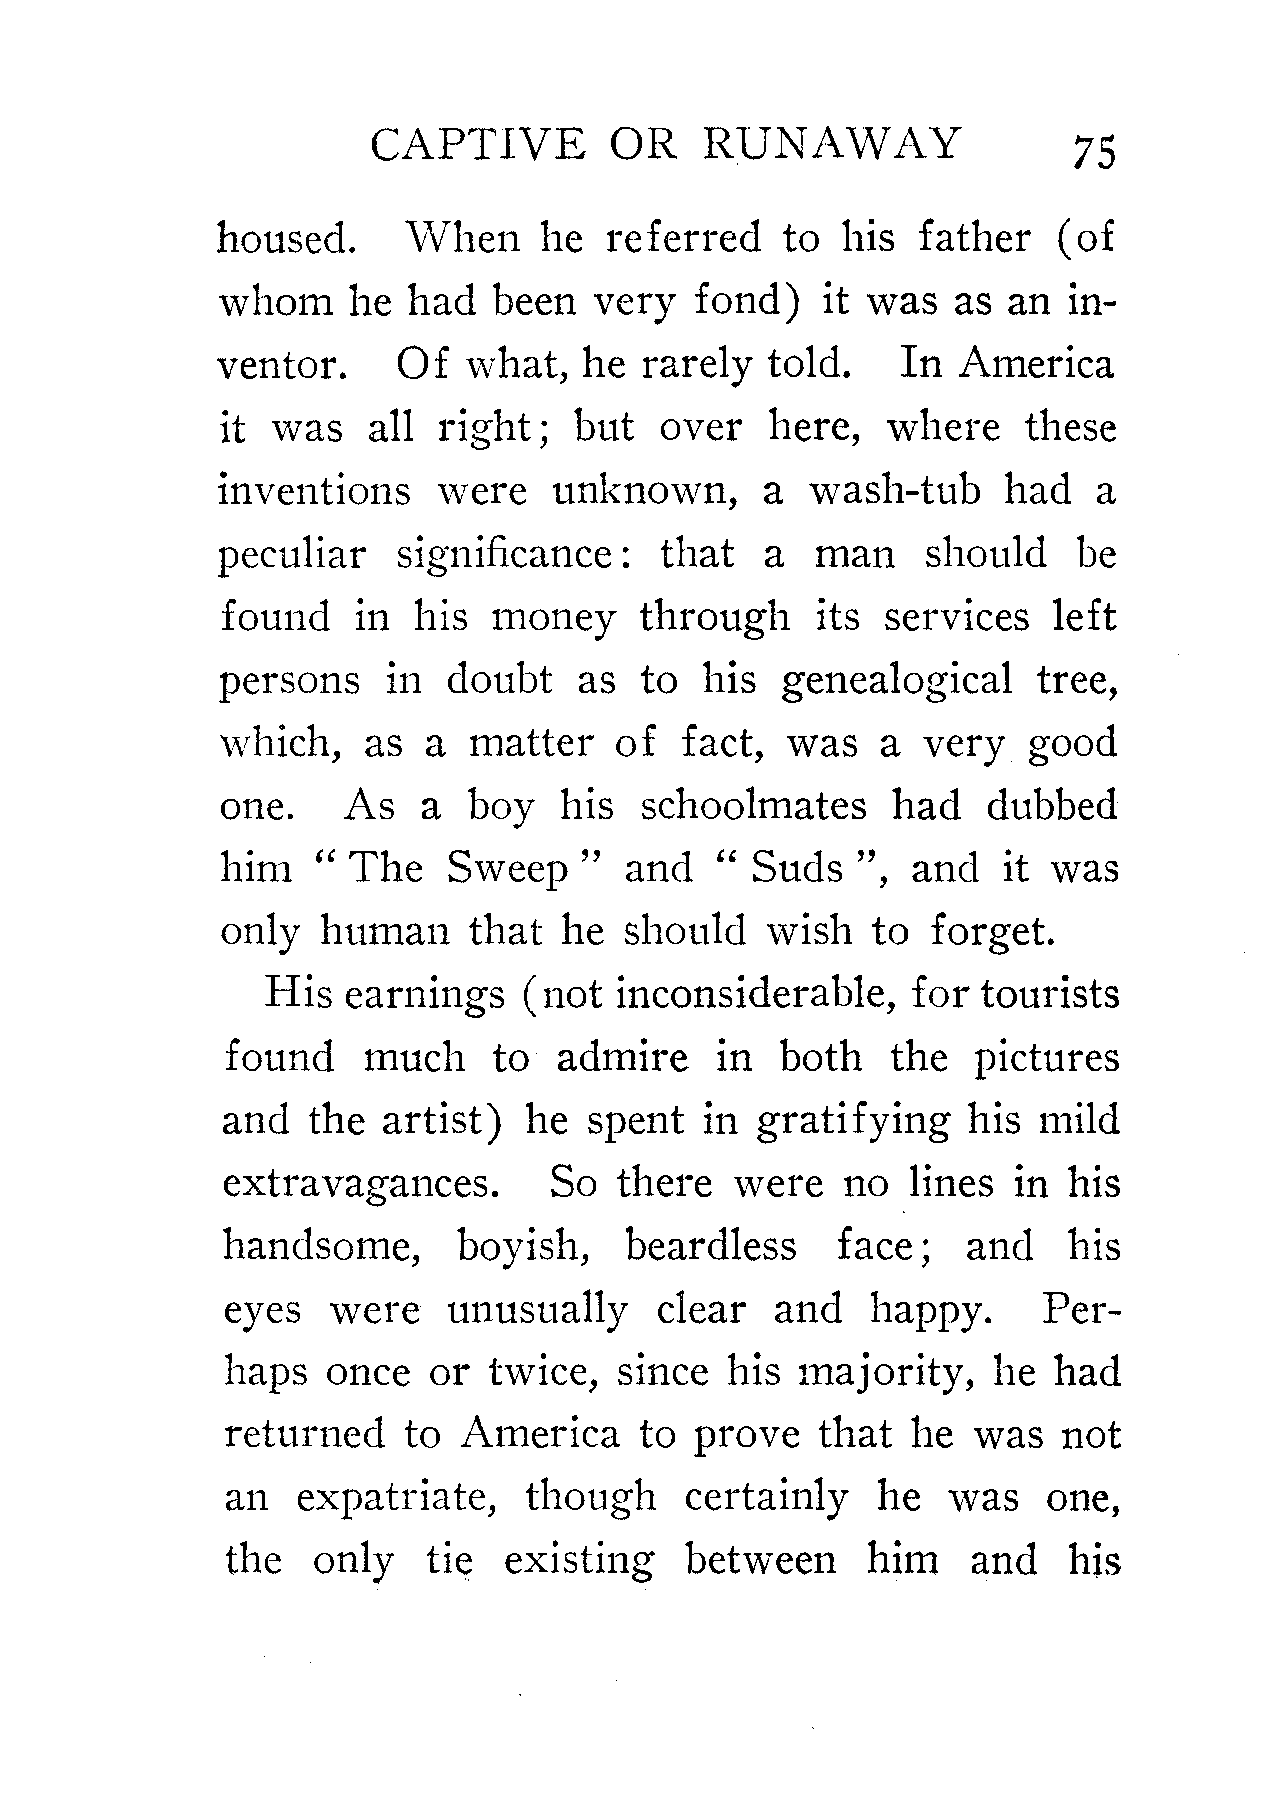 CAPTIVE OR RUNAWAY 75
housed. When he referred to his father (of
whom he had been very fond) it was as an in-
ventor. Of what, he rarely told. In America
it was all right; but over here, where these
inventions were unknown, a wash-tub had a
peculiar significance: that a man should be
found in his money through its services left
persons in doubt as to his genealogical tree,
which, as a matter of fact, was a very good
one. As a boy his schoolmates had dubbed
him “ The Sweep ” and “ Suds ”, and it was
only human that he should wish to forget.
His earnings (not inconsiderable, for tourists
found much to admire in both the pictures
and the artist) he spent in gratifying his mild
extravagances. So there were no lines in his
handsome, boyish, beardless face; and his
eyes were unusually clear and happy. Per-
haps once or twice, since his majority, he had
returned to America to prove that he was not
an expatriate, though certainly he was one,
the only tie existing between him and his